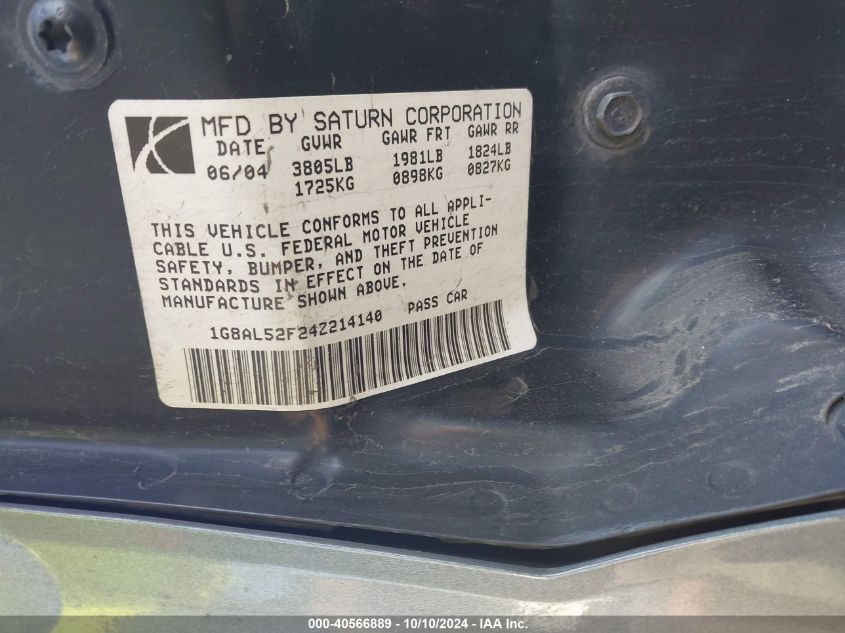 MFD BY SATURN CORPORATION
DATE GVWR GAWR FRT GAWR RR
06/04 3805LB 1981LB 1824LB
1725KG 0898KG 0827KG
THIS VEHICLE CONFORMS TO ALL APPLI-
CABLE U.S. FEDERAL MOTOR VEHICLE
SAFETY, BUMPER, AND THEFT PREVENTION
STANDARDS IN EFFECT ON THE DATE OF
MANUFACTURE SHOWN ABOVE.
1G8AL52F24Z214140 PASS CAR
000-40566889 - 10/10/2024 - IAA Inc.